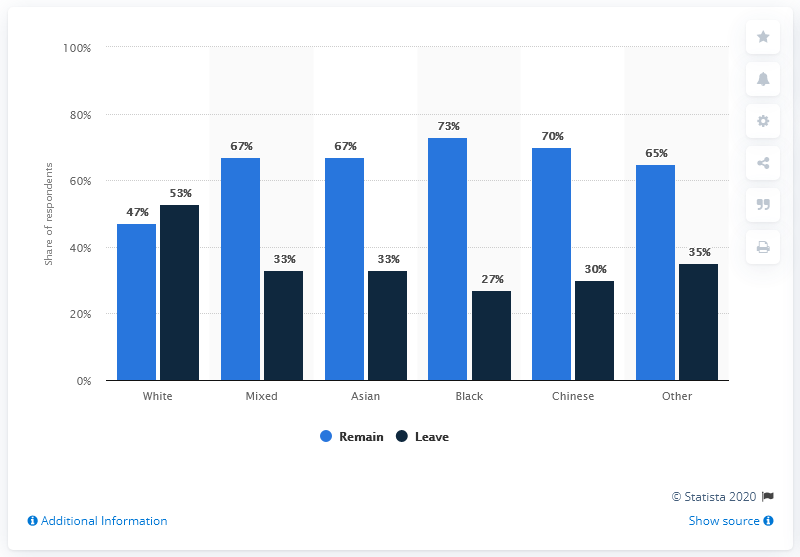 100%
80%
60%
40%
20%
0%
Share of respondents
47%
53%
67%
33%
67%
33%
73%
27%
70%
30%
65%
35%
White
Mixed
Asian
Black
Chinese
Other
Remain
Leave
© Statista 2020
Additional Information
Show source